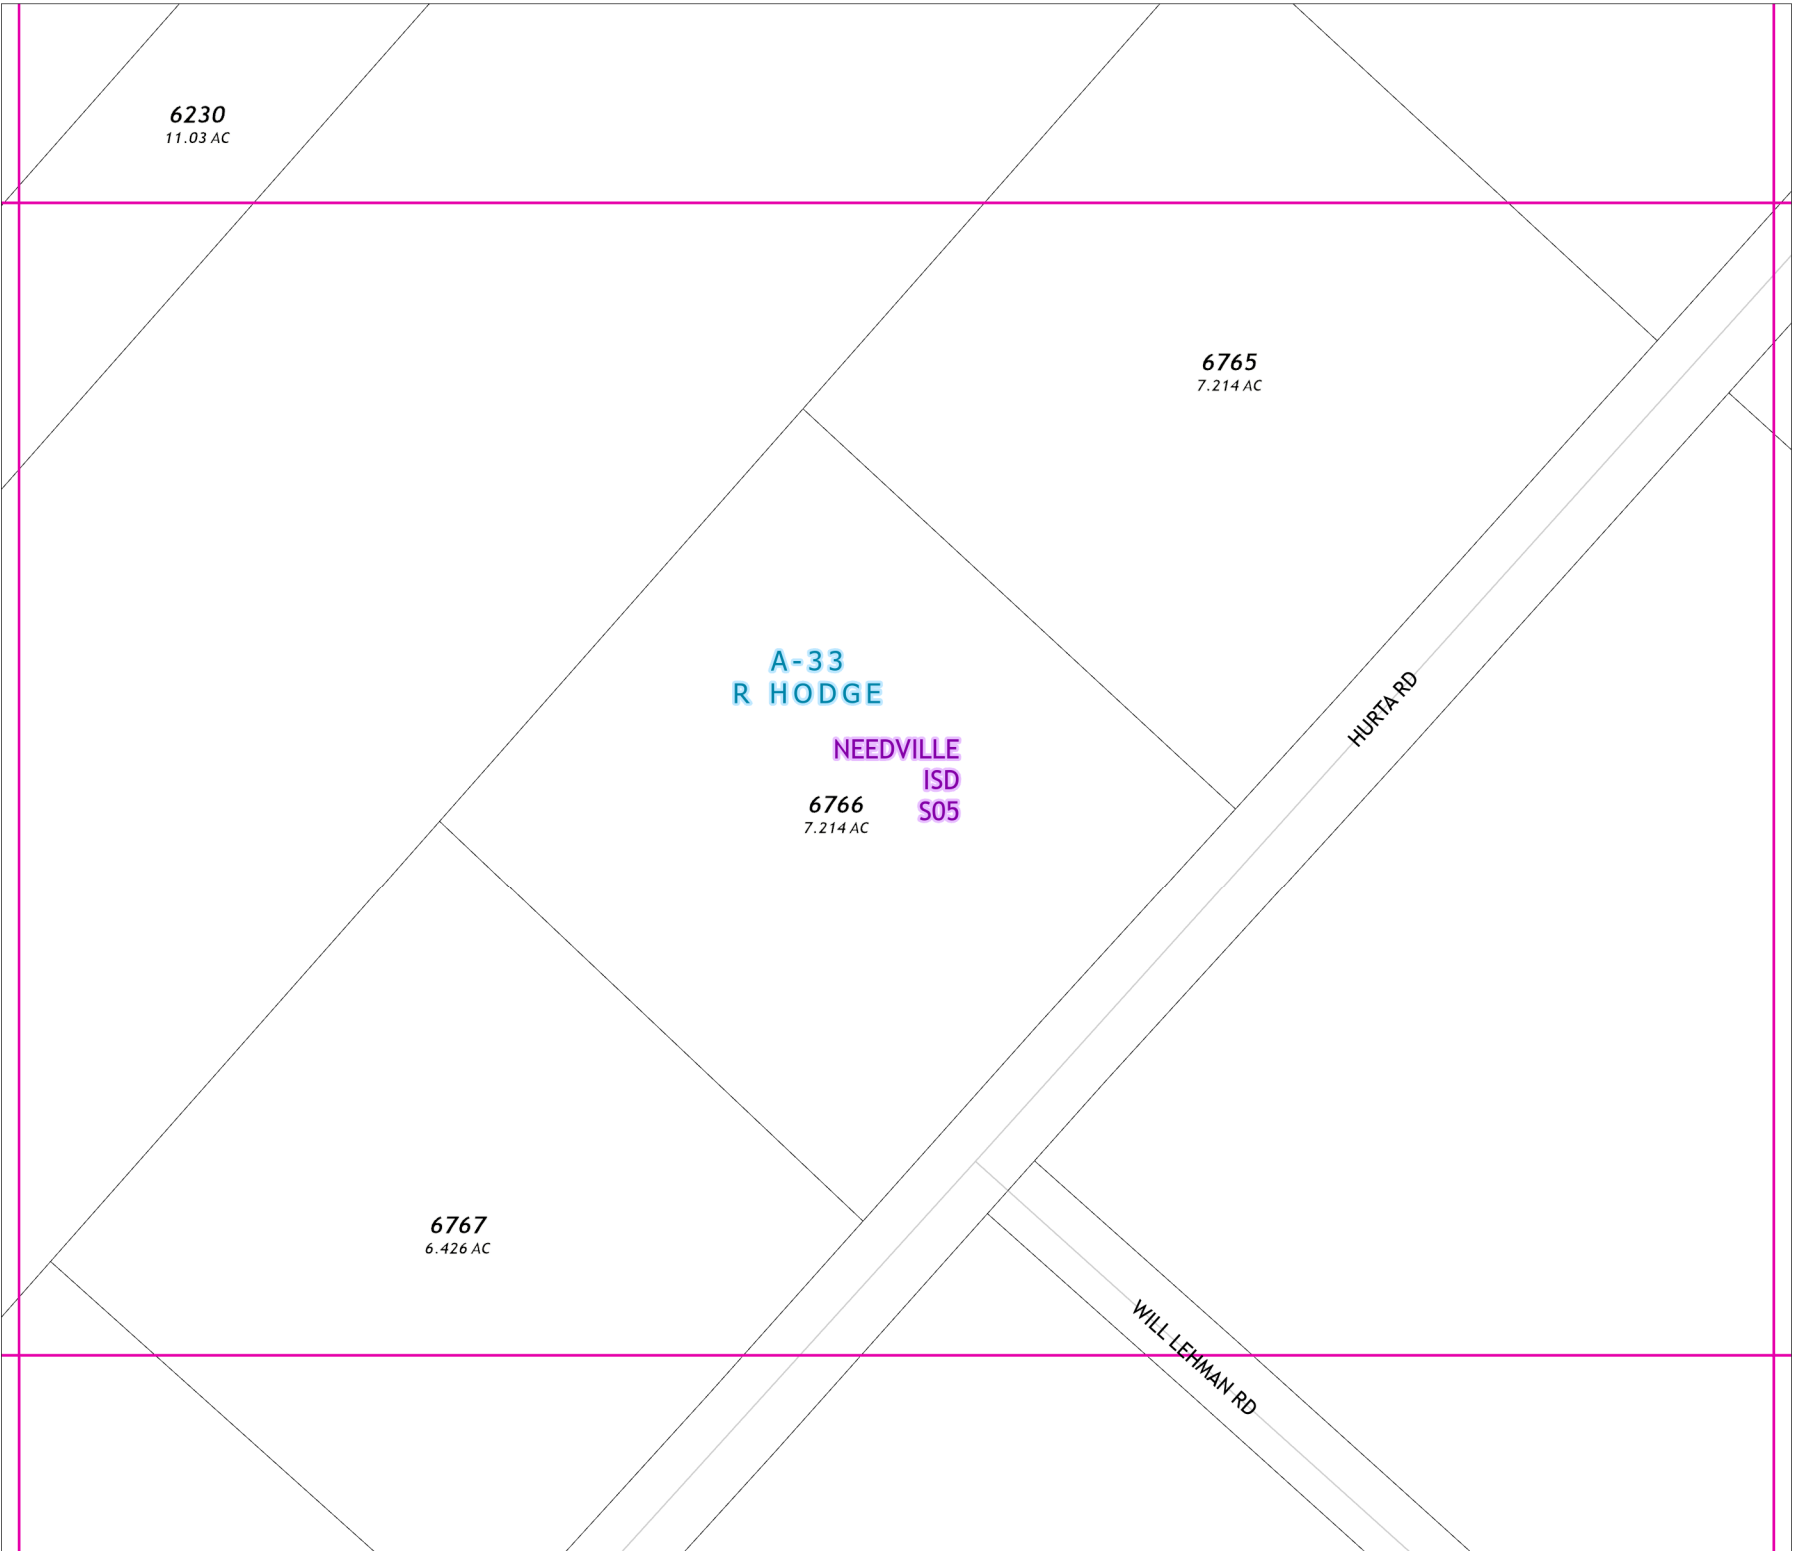 6230
11.03 AC
6765
7.214 AC
A-33
R HODGE
HURTA RD
NEEDVILLE
ISD
S05
6766
7.214 AC
6767
6.426 AC
WILL LEHMAN RD